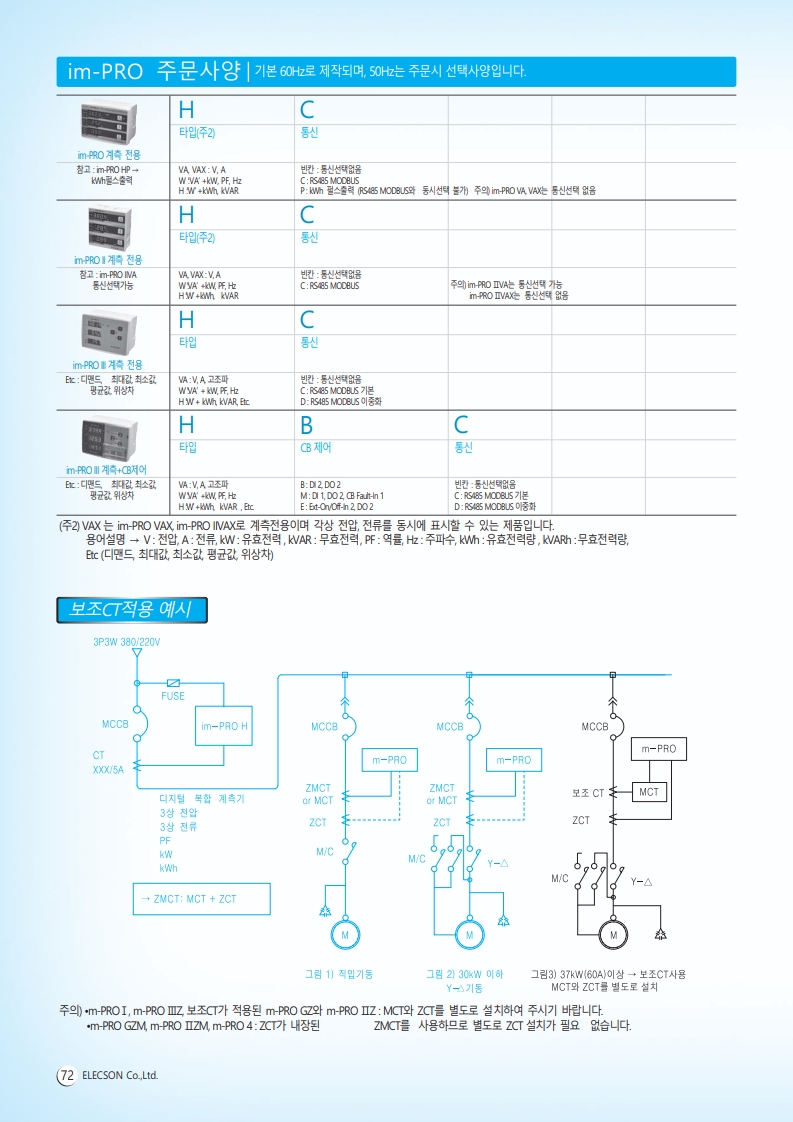 im-PRO 주문사양 | 기본 60Hz로 제작되며, 50Hz는 주문시 선택사양입니다.
H C
타입(주2) 통신
im-PRO 계측 전용
참고 : im-PRO HP → VA, VAX : V, A 빈칸 : 통신선택없음
kWh펄스출력 W :'VA' +kW, PF, Hz C : RS485 MODBUS
H :W +kWh, kVAR P : kWh 펄스출력 (RS485 MODBUS와 동시선택 불가) 주의) im-PRO VA, VAX는 통신선택 없음
H C
타입(주2) 통신
im-PRO II 계측 전용
참고 : im-PRO IIVA VA, VAX : V, A 빈칸 : 통신선택없음
통신선택가능 W :'VA' + kW, PF, Hz C : RS485 MODBUS 주의) im-PRO IIVA는 통신선택 가능
H :W +kWh, kVAR im-PRO IIVAX는 통신선택 없음
H C
타입 통신
im-PRO III 계측 전용
Etc. : 디맨드, 최대값, 최소값, VA : V, A, 고조파 빈칸 : 통신선택없음
평균값, 위상차 W :'VA' + kW, PF, Hz C : RS485 MODBUS 기본
H :W + kWh, kVAR, Etc. D : RS485 MODBUS 이중화
H B C
타입 CB 제어 통신
im-PRO III 계측+CB제어
Etc. : 디맨드, 최대값, 최소값, VA : V, A, 고조파 B : DI 2, DO 2 빈칸 : 통신선택없음
평균값, 위상차 W :'VA' +kW, PF, Hz M : DI 1, DO 2, CB Fault-In 1 C : RS485 MODBUS 기본
H :W +kWh, kVAR , Etc. E : Ext-On/Off-In 2, DO 2 D : RS485 MODBUS 이중화
(주2) VAX 는 im-PRO VAX, im-PRO IIVAX로 계측전용이며 각상 전압, 전류를 동시에 표시할 수 있는 제품입니다.
용어설명 → V : 전압, A : 전류, kW : 유효전력 , kVAR : 무효전력 , PF : 역률, Hz : 주파수, kWh : 유효전력량 , kVARh : 무효전력량,
Etc (디맨드, 최대값, 최소값, 평균값, 위상차)
보조CT적용 예시
3P3W 380/220V
FUSE
MCCB
im-PRO H
CT
XXX/5A
디지털 복합 계측기
3상 전압
3상 전류
PF
kW
kWh
→ ZMCT: MCT + ZCT
MCCB
m-PRO
ZMCT
or MCT
ZCT
M/C
M
그림 1) 직입기동
MCCB
m-PRO
ZMCT
or MCT
ZCT
M/C
Y-△
M
그림 2) 30kW 이하
Y-△기동
MCCB
m-PRO
보조 CT
MCT
ZCT
M/C
Y-△
M
그림3) 37kW(60A)이상 → 보조CT사용
MCT와 ZCT를 별도로 설치
주의) •m-PRO I , m-PRO IIIZ, 보조CT가 적용된 m-PRO GZ와 m-PRO IIZ : MCT와 ZCT를 별도로 설치하여 주시기 바랍니다.
•m-PRO GZM, m-PRO IIZM, m-PRO 4 : ZCT가 내장된 ZMCT를 사용하므로 별도로 ZCT 설치가 필요 없습니다.
72 ELECSON Co.,Ltd.